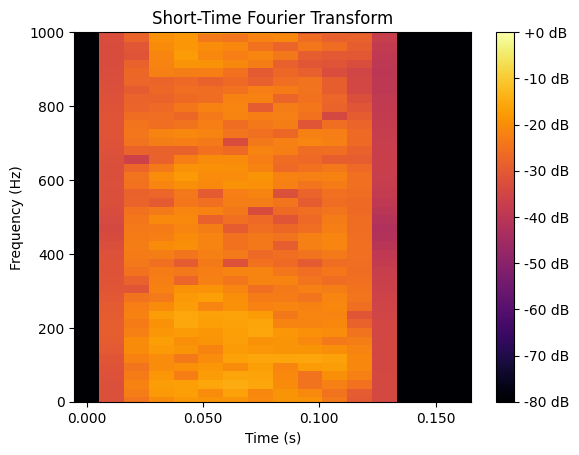 Short-Time Fourier Transform
Frequency (Hz)
1000
800
600
400
200
0
0.000
0.050
0.100
0.150
Time (s)
+0 dB
-10 dB
-20 dB
-30 dB
-40 dB
-50 dB
-60 dB
-70 dB
-80 dB